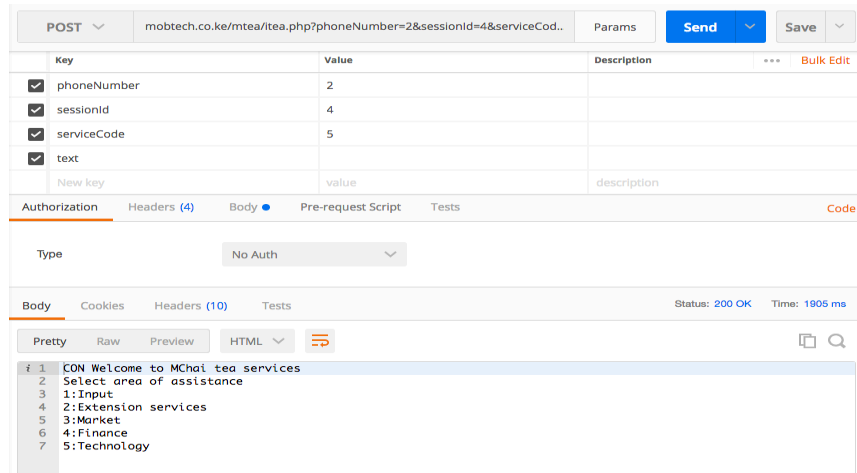 POST mobtech.co.ke/mtea/itea.php?phoneNumber=2&sessionId=4&serviceCod.. Params Send Save
Key Value Description Bulk Edit
phoneNumber 2
sessionId 4
serviceCode 5
text
New key value description
Authorization Headers (4) Body Pre-request Script Tests Code
Type No Auth
Body Cookies Headers (10) Tests Status: 200 OK Time: 1905 ms
Pretty Raw Preview HTML
i 1 CON Welcome to MChai tea services
2 Select area of assistance
3 1:Input
4 2:Extension services
5 3:Market
6 4:Finance
7 5:Technology